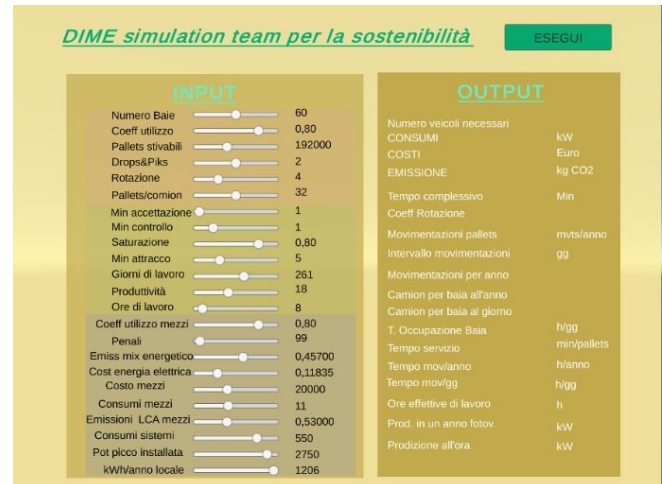 DIME simulation team per la sostenibilità
ESEGUI
INPUT
Numero Baie 60
Coeff utilizzo 0,80
Pallets stivabili 192000
Drops&Piks 2
Rotazione 4
Pallets/comion 32
Min accettazione 1
Min controllo 1
Saturazione 0,80
Min attracco 5
Giorni di lavoro 261
Produttività 18
Ore di lavoro 8
Coeff utilizzo mezzi 0,80
Penali 99
Emiss mix energetico 0,45700
Cost energia elettrica 0,11835
Costo mezzi 20000
Consumi mezzi 11
Emissioni LCA mezzi 0,53000
Consumi sistemi 550
Pot picco installata 2750
kWh/anno locale 1206
OUTPUT
Numero veicoli necessari
CONSUMI kW
COSTI Euro
EMISSIONE kg CO2
Tempo complessivo Min
Coeff Rotazione
Movimentazioni pallets mvts/anno
Intervallo movimentazioni gg
Movimentazioni per anno
Camion per baia all'anno
Camion per baia al giorno
T. Occupazione Baia h/gg
Tempo servizio min/pallets
Tempo mov/anno h/anno
Tempo mov/gg h/gg
Ore effettive di lavoro h
Prod. in un anno fotov. kW
Prodizione all'ora kW